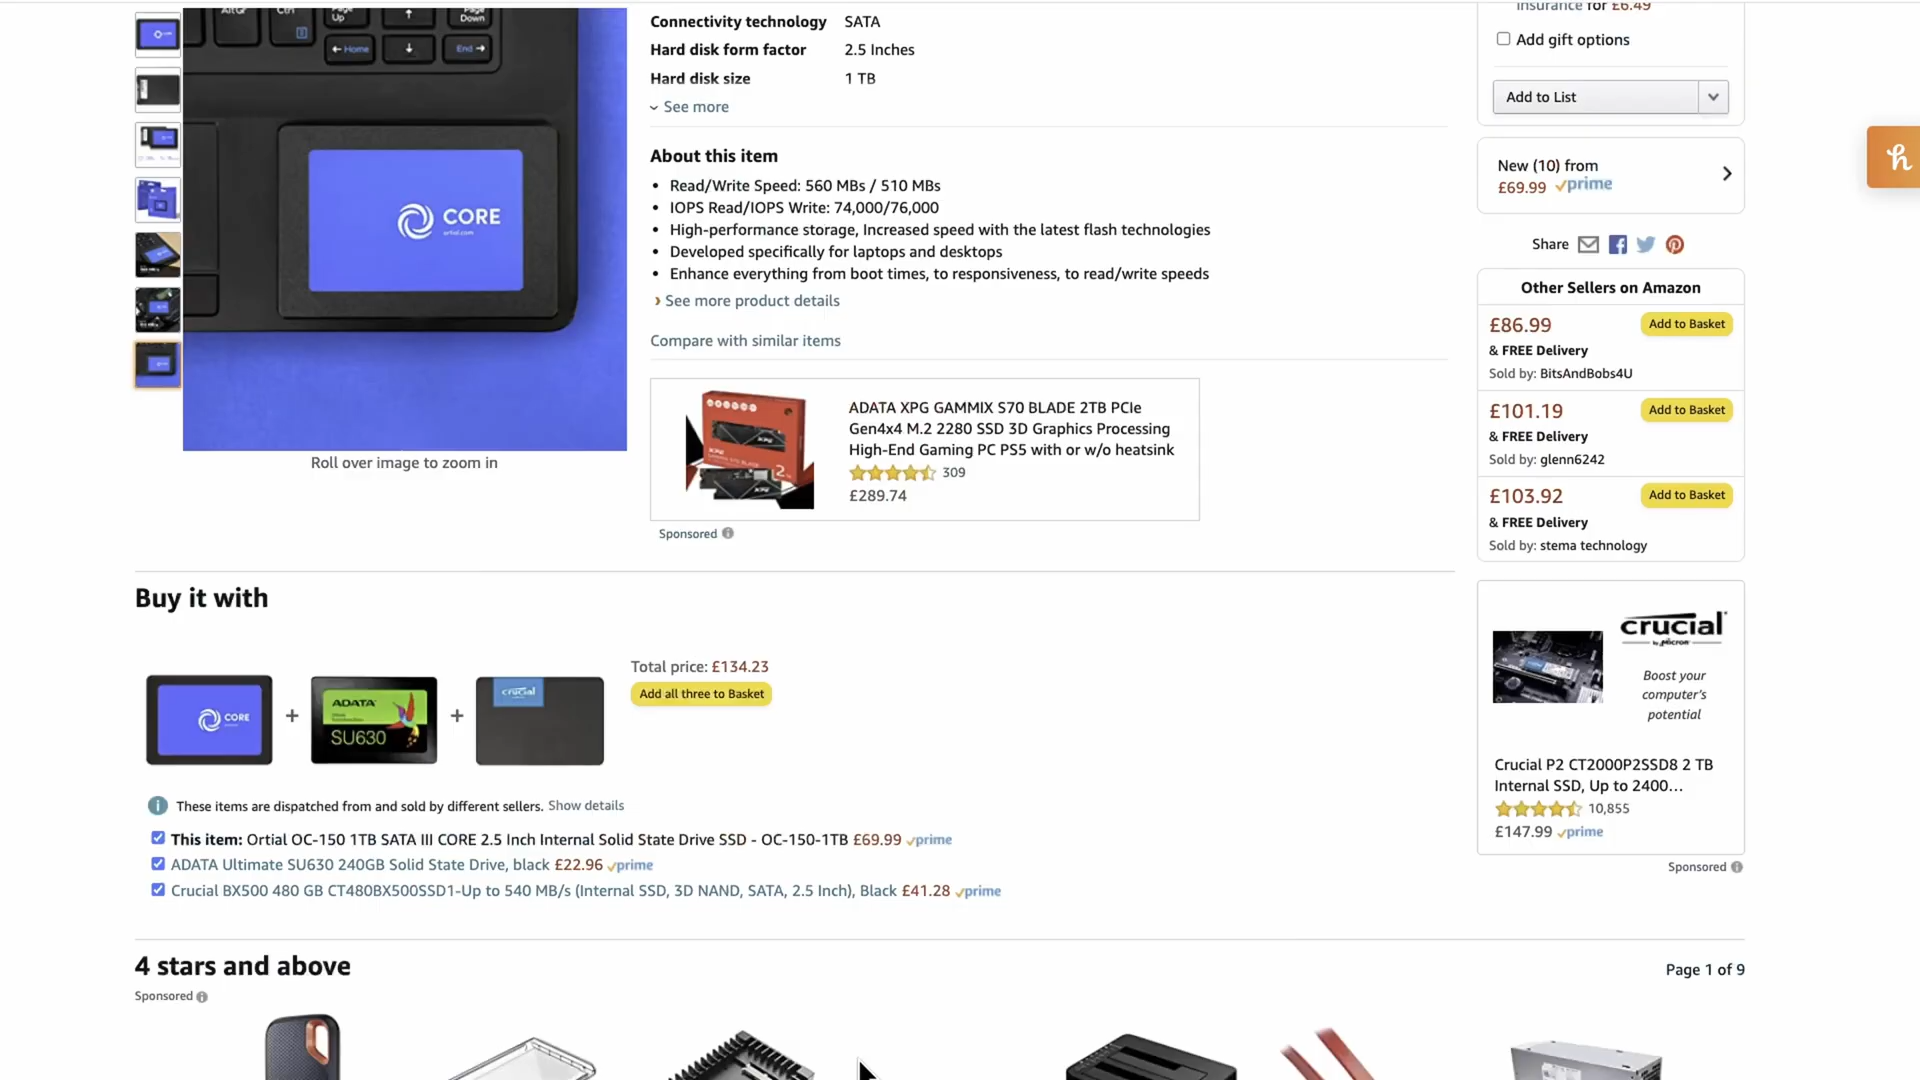 AltGr
Ctrl
Page
Up
↑
Page
Down
← Home
↓
End →
CORE
ortial.com
Roll over image to zoom in
Connectivity technology SATA
Hard disk form factor 2.5 Inches
Hard disk size 1 TB
See more
About this item
• Read/Write Speed: 560 MBs / 510 MBs
• IOPS Read/IOPS Write: 74,000/76,000
• High-performance storage, Increased speed with the latest flash technologies
• Developed specifically for laptops and desktops
• Enhance everything from boot times, to responsiveness, to read/write speeds
› See more product details
Compare with similar items
ADATA XPG GAMMIX S70 BLADE 2TB PCIe
Gen4x4 M.2 2280 SSD 3D Graphics Processing
High-End Gaming PC PS5 with or w/o heatsink
309
£289.74
Sponsored
insurance for £6.49
Add gift options
Add to List
New (10) from
£69.99 prime
Share
Other Sellers on Amazon
£86.99 Add to Basket
& FREE Delivery
Sold by: BitsAndBobs4U
£101.19 Add to Basket
& FREE Delivery
Sold by: glenn6242
£103.92 Add to Basket
& FREE Delivery
Sold by: stema technology
crucial
by Micron
Boost your
computer's
potential
Crucial P2 CT2000P2SSD8 2 TB
Internal SSD, Up to 2400...
10,855
£147.99 prime
Sponsored
Buy it with
CORE
+
ADATA
SU630
+
crucial
Total price: £134.23
Add all three to Basket
These items are dispatched from and sold by different sellers. Show details
This item: Ortial OC-150 1TB SATA III CORE 2.5 Inch Internal Solid State Drive SSD - OC-150-1TB £69.99 prime
ADATA Ultimate SU630 240GB Solid State Drive, black £22.96 prime
Crucial BX500 480 GB CT480BX500SSD1-Up to 540 MB/s (Internal SSD, 3D NAND, SATA, 2.5 Inch), Black £41.28 prime
4 stars and above
Page 1 of 9
Sponsored